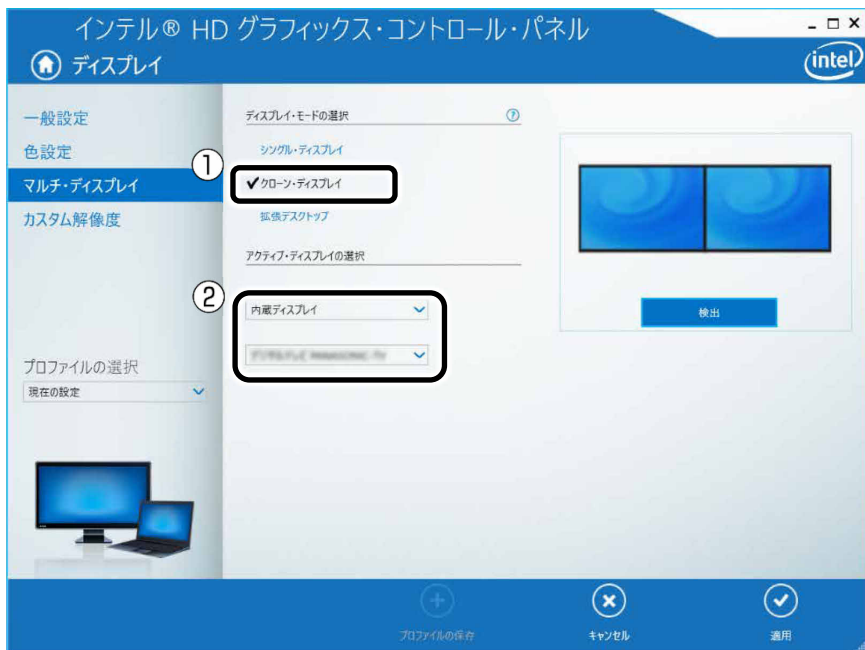 インテル® HD グラフィックス・コントロール・パネル
ディスプレイ
intel
一般設定
色設定
マルチ・ディスプレイ
カスタム解像度
プロファイルの選択
現在の設定
ディスプレイ・モードの選択
?
シングル・ディスプレイ
①
✔クローン・ディスプレイ
拡張デスクトップ
アクティブ・ディスプレイの選択
②
内蔵ディスプレイ
検出
プロファイルの保存
キャンセル
適用